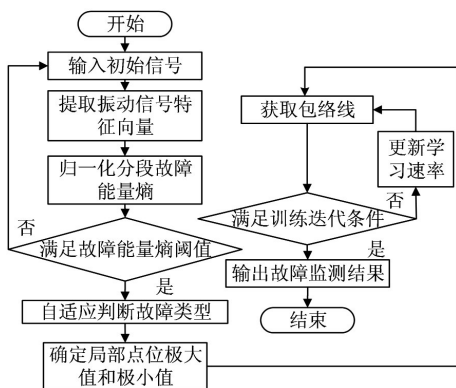 开始
输入初始信号
提取振动信号特
征向量
归一化分段故障
能量熵
否
满足故障能量熵阈值
是
自适应判断故障类型
确定局部点位极大
值和极小值
获取包络线
更新学
习速率
否
满足训练迭代条件
是
输出故障监测结果
结束